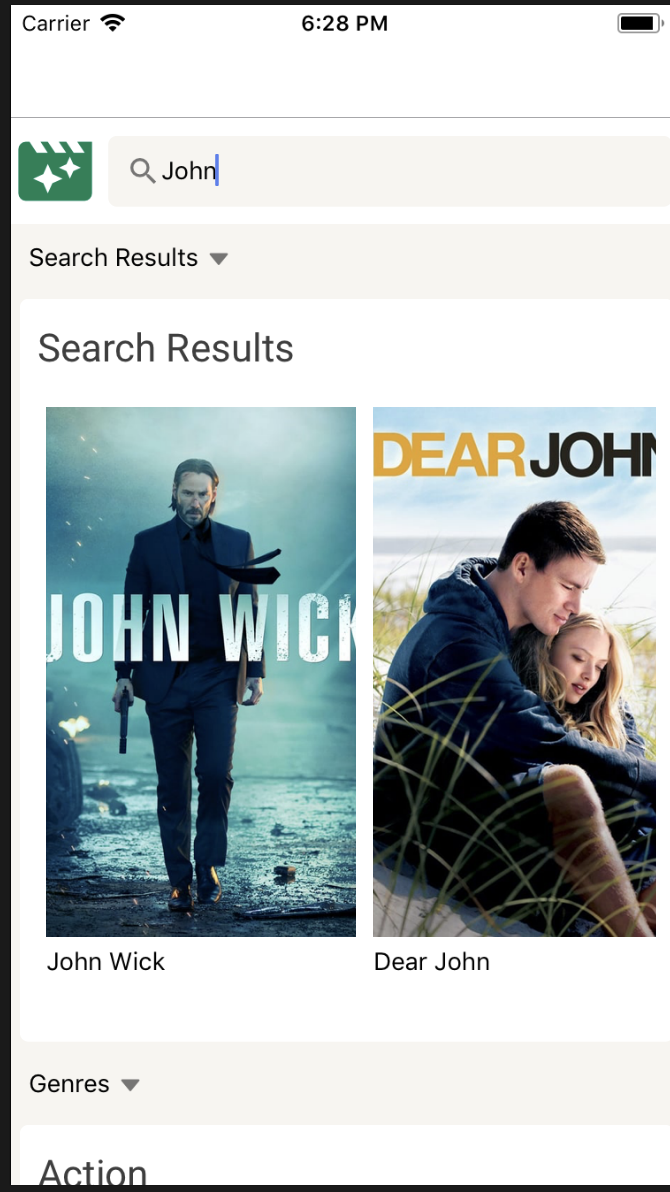 Carrier
6:28 PM
John
Search Results
Search Results
JOHN WICK
DEAR JOHN
John Wick
Dear John
Genres
Action